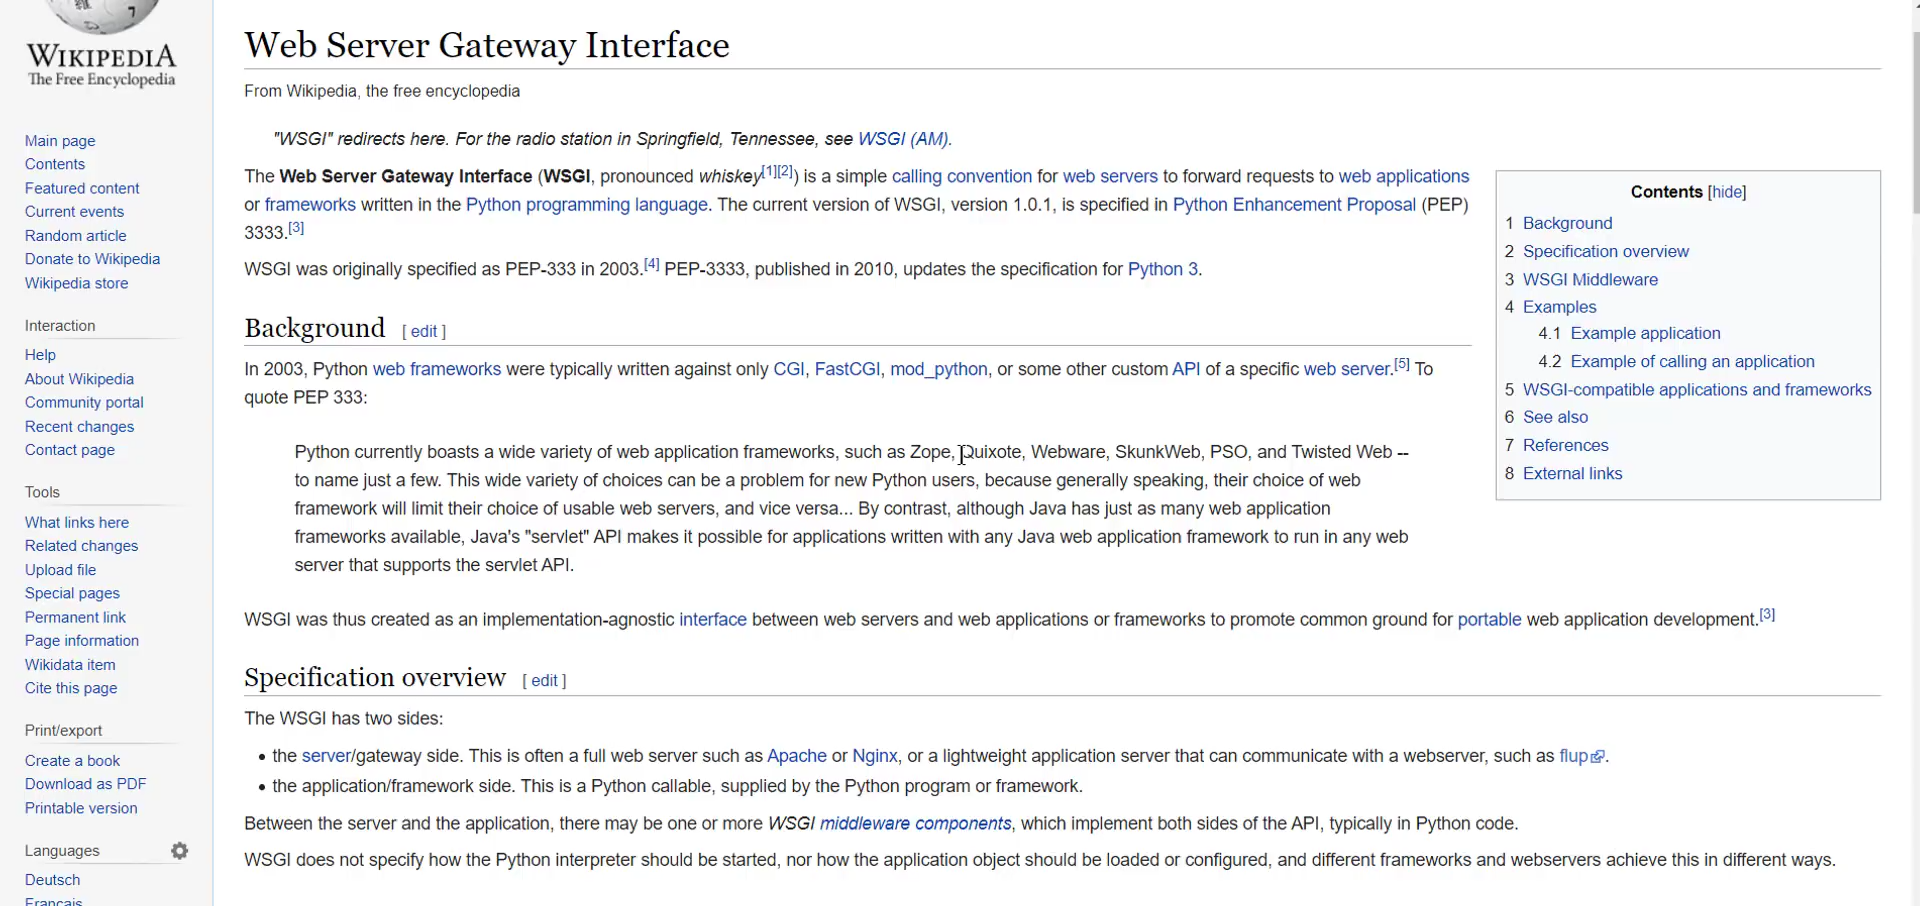 7
WIKIPEDIA
The Free Encyclopedia
Main page
Contents
Featured content
Current events
Random article
Donate to Wikipedia
Wikipedia store
Interaction
Help
About Wikipedia
Community portal
Recent changes
Contact page
Tools
What links here
Related changes
Upload file
Special pages
Permanent link
Page information
Wikidata item
Cite this page
Print/export
Create a book
Download as PDF
Printable version
Languages
Deutsch
Français
Web Server Gateway Interface
From Wikipedia, the free encyclopedia
"WSGI" redirects here. For the radio station in Springfield, Tennessee, see WSGI (AM).
The Web Server Gateway Interface (WSGI, pronounced whiskey[1][2]) is a simple calling convention for web servers to forward requests to web applications
or frameworks written in the Python programming language. The current version of WSGI, version 1.0.1, is specified in Python Enhancement Proposal (PEP)
3333.[3]
WSGI was originally specified as PEP-333 in 2003.[4] PEP-3333, published in 2010, updates the specification for Python 3.
Background [ edit ]
In 2003, Python web frameworks were typically written against only CGI, FastCGI, mod_python, or some other custom API of a specific web server.[5] To
quote PEP 333:
Python currently boasts a wide variety of web application frameworks, such as Zope, Quixote, Webware, SkunkWeb, PSO, and Twisted Web --
to name just a few. This wide variety of choices can be a problem for new Python users, because generally speaking, their choice of web
framework will limit their choice of usable web servers, and vice versa... By contrast, although Java has just as many web application
frameworks available, Java's "servlet" API makes it possible for applications written with any Java web application framework to run in any web
server that supports the servlet API.
WSGI was thus created as an implementation-agnostic interface between web servers and web applications or frameworks to promote common ground for portable web application development.[3]
Specification overview [ edit ]
The WSGI has two sides:
• the server/gateway side. This is often a full web server such as Apache or Nginx, or a lightweight application server that can communicate with a webserver, such as flup.
• the application/framework side. This is a Python callable, supplied by the Python program or framework.
Between the server and the application, there may be one or more WSGI middleware components, which implement both sides of the API, typically in Python code.
WSGI does not specify how the Python interpreter should be started, nor how the application object should be loaded or configured, and different frameworks and webservers achieve this in different ways.
Contents [hide]
1 Background
2 Specification overview
3 WSGI Middleware
4 Examples
4.1 Example application
4.2 Example of calling an application
5 WSGI-compatible applications and frameworks
6 See also
7 References
8 External links